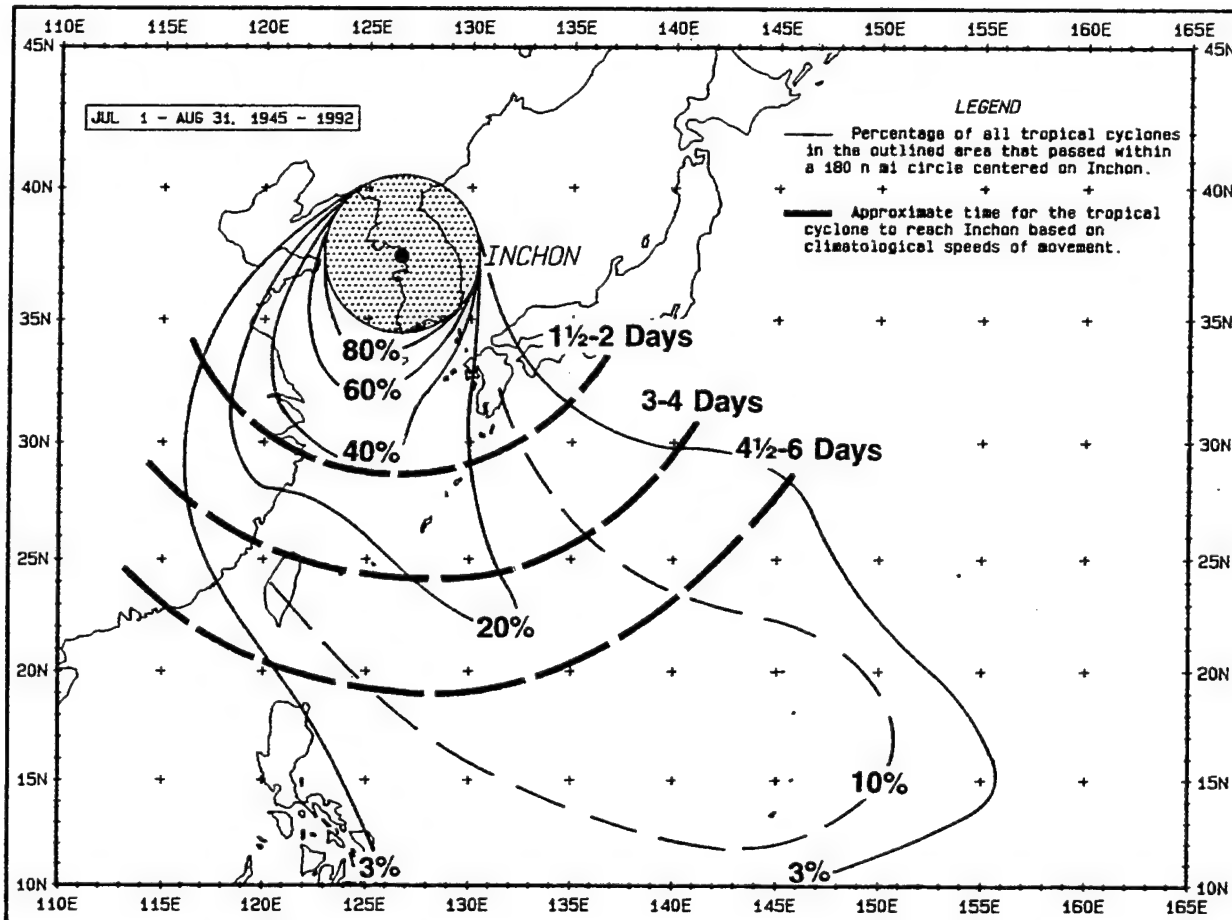 110E 115E 120E 125E 130E 135E 140E 145E 150E 155E 160E 165E
45N 45N
JUL 1 - AUG 31, 1945 - 1992
LEGEND
Percentage of all tropical cyclones
in the outlined area that passed within
a 180 n mi circle centered on Inchon.
40N 40N
Approximate time for the tropical
cyclone to reach Inchon based on
climatological speeds of movement.
INCHON
35N 35N
80%
1½-2 Days
60%
3-4 Days
40%
4½-6 Days
30N 30N
25N 25N
20%
20N 20N
15N 15N
10%
3%
3%
10N 10N
110E 115E 120E 125E 130E 135E 140E 145E 150E 155E 160E 165E